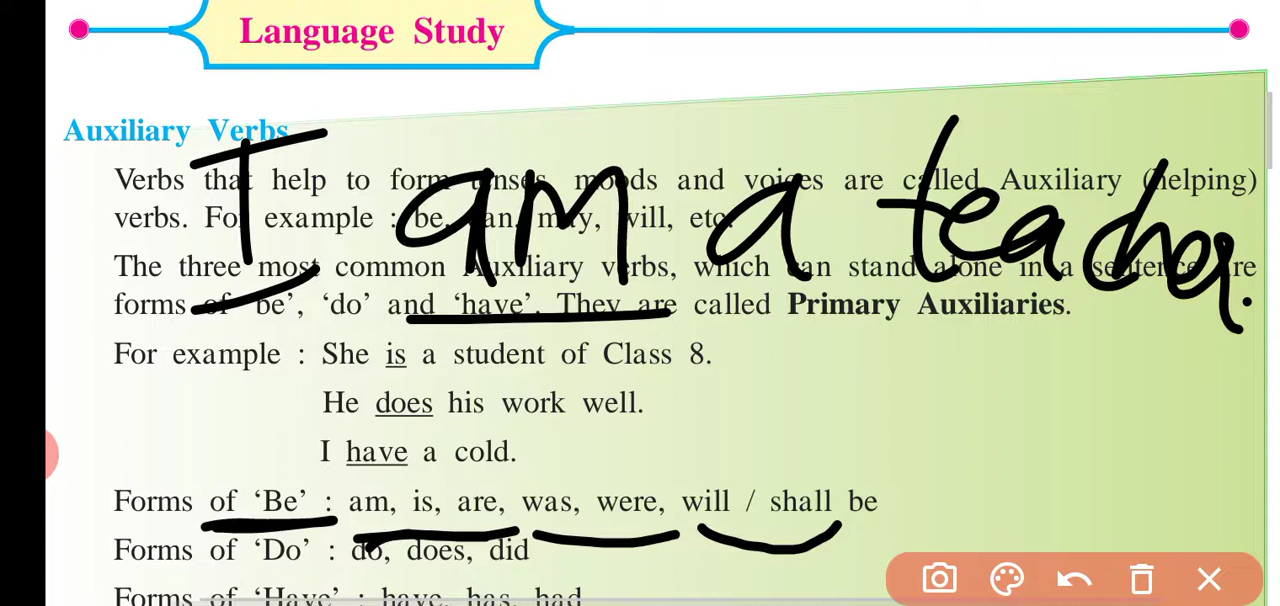 Language Study
Auxiliary Verbs
I am a teacher.
Verbs that help to form tenses, moods and voices are called Auxiliary (helping)
verbs. For example : be, can, may, will, etc.
The three most common Auxiliary verbs, which can stand alone in a sentence are
forms of 'be', 'do' and 'have'. They are called Primary Auxiliaries.
For example : She is a student of Class 8.
He does his work well.
I have a cold.
Forms of 'Be' : am, is, are, was, were, will / shall be
Forms of 'Do' : do, does, did
Forms of 'Have' : have, has, had